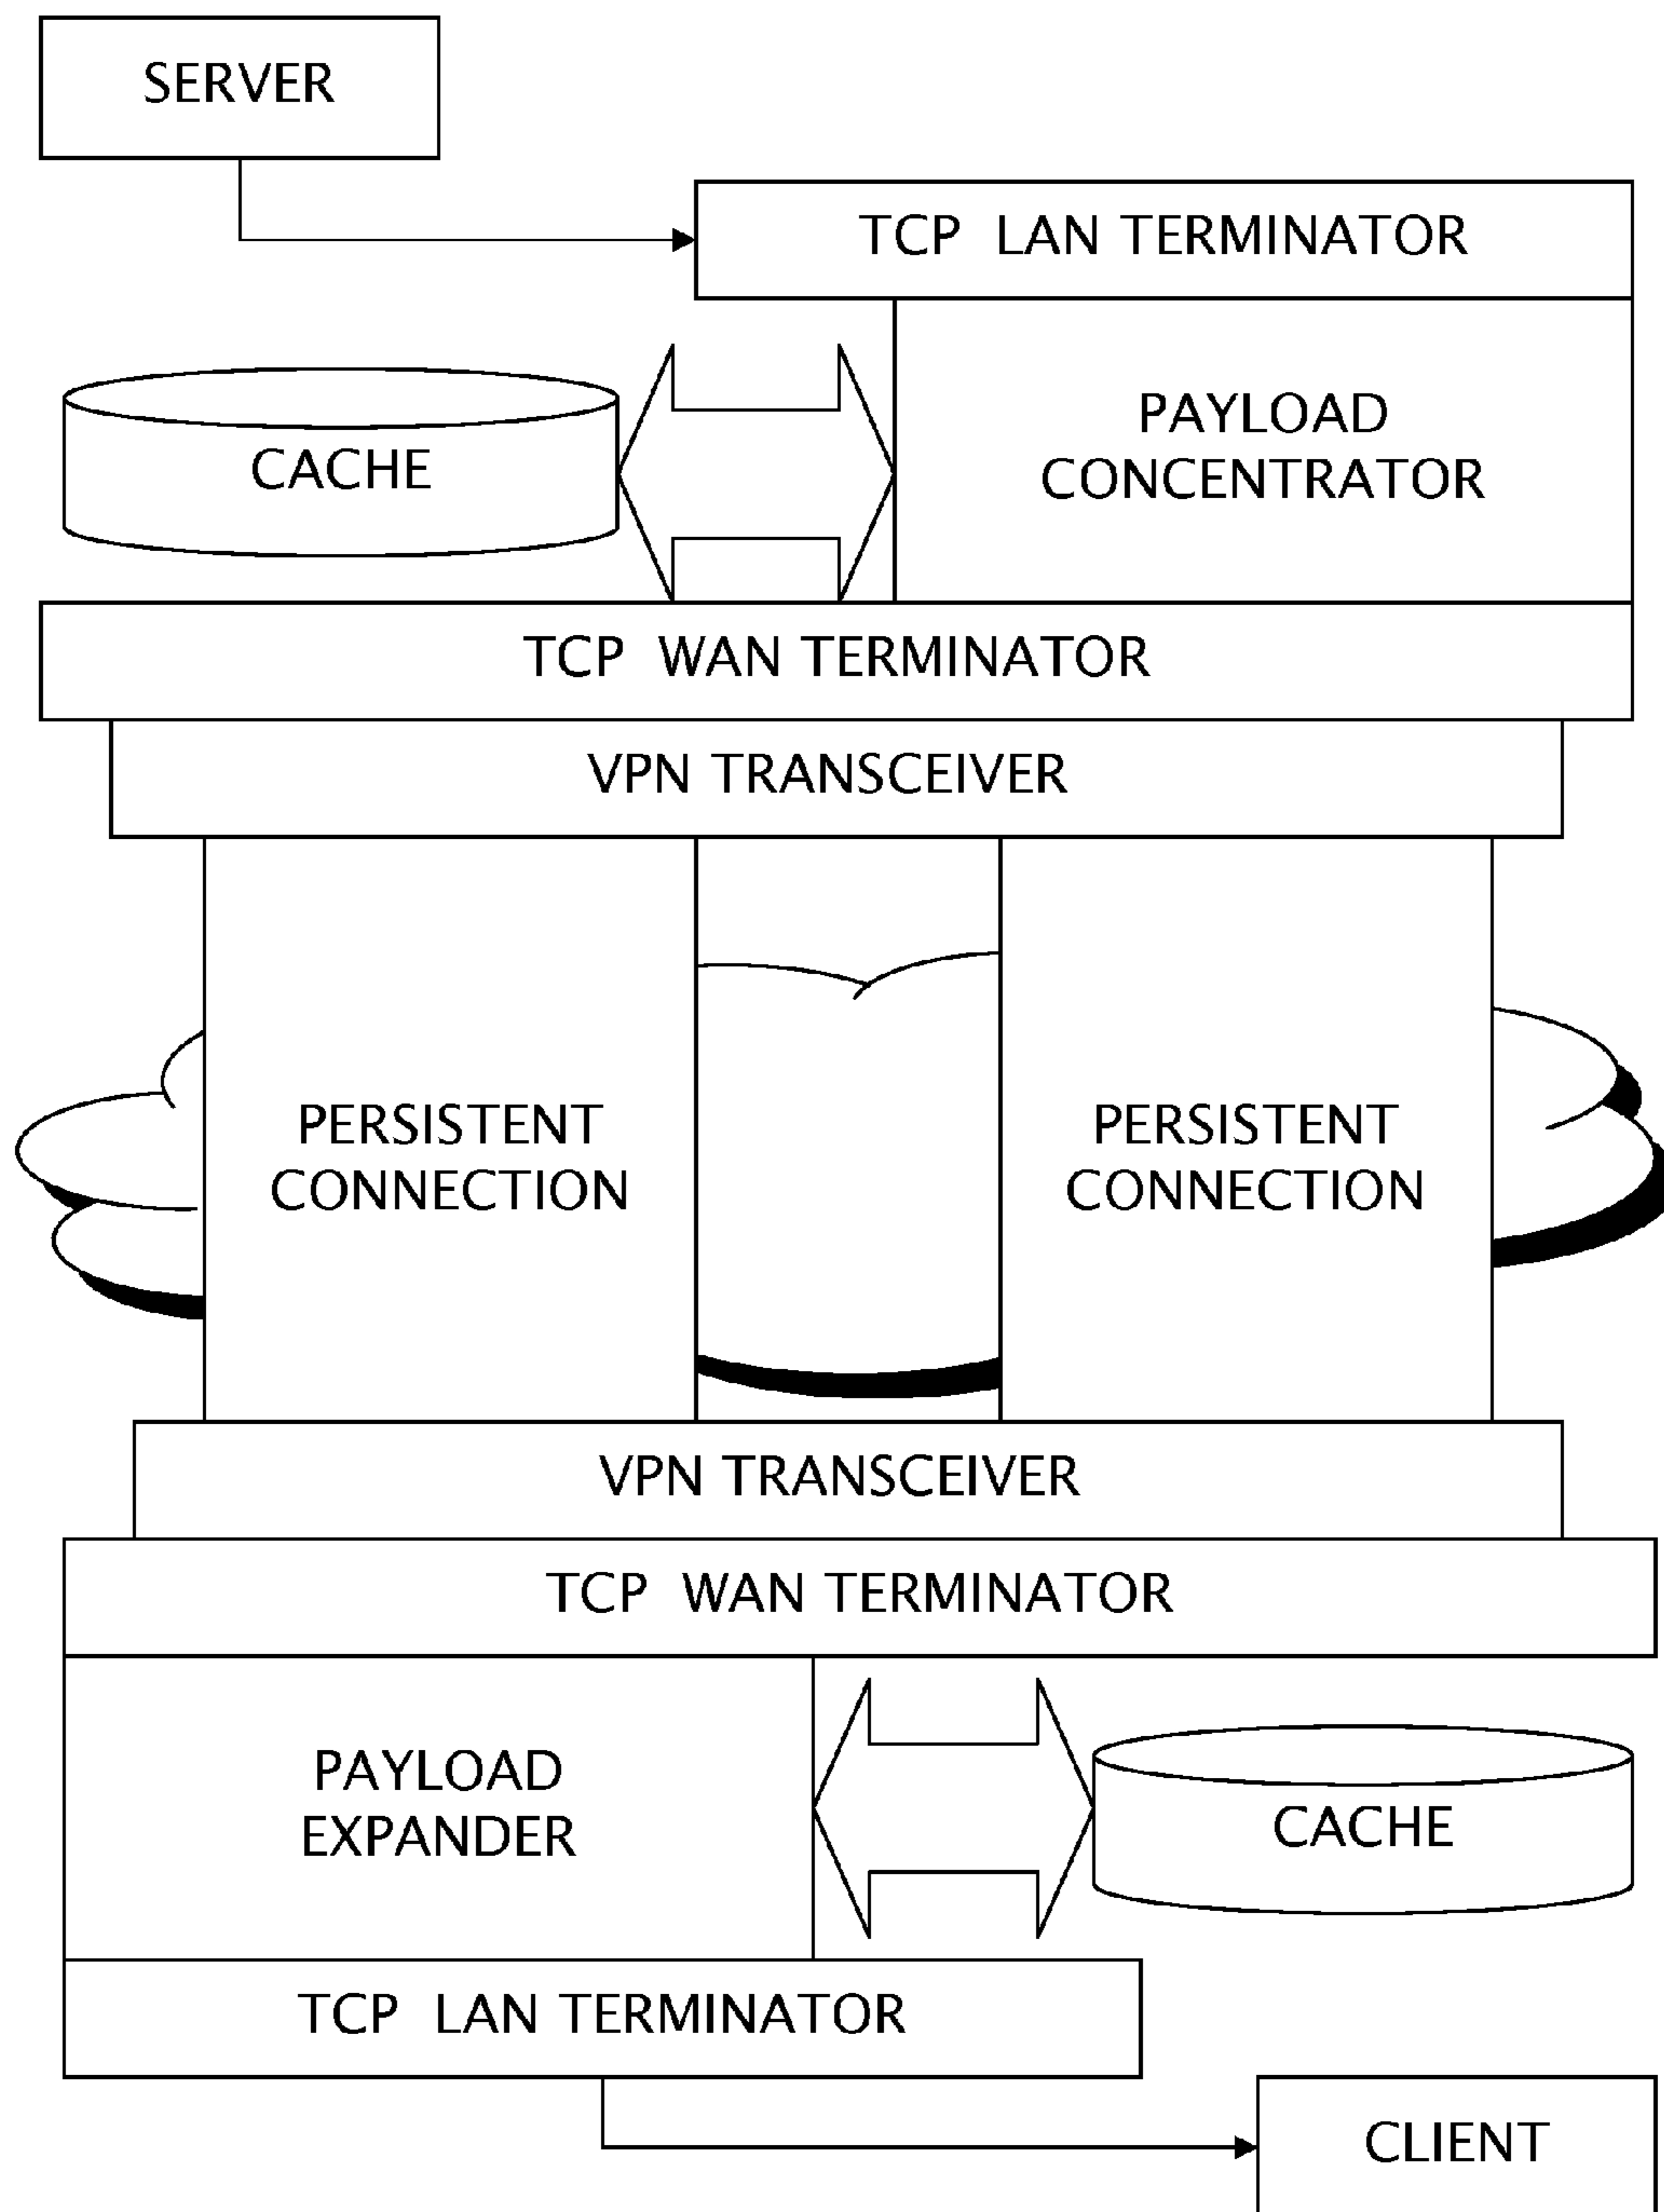 SERVER
TCP LAN TERMINATOR
PAYLOAD
CONCENTRATOR
CACHE
TCP WAN TERMINATOR
VPN TRANSCEIVER
PERSISTENT
CONNECTION
PERSISTENT
CONNECTION
VPN TRANSCEIVER
TCP WAN TERMINATOR
PAYLOAD
EXPANDER
CACHE
TCP LAN TERMINATOR
CLIENT